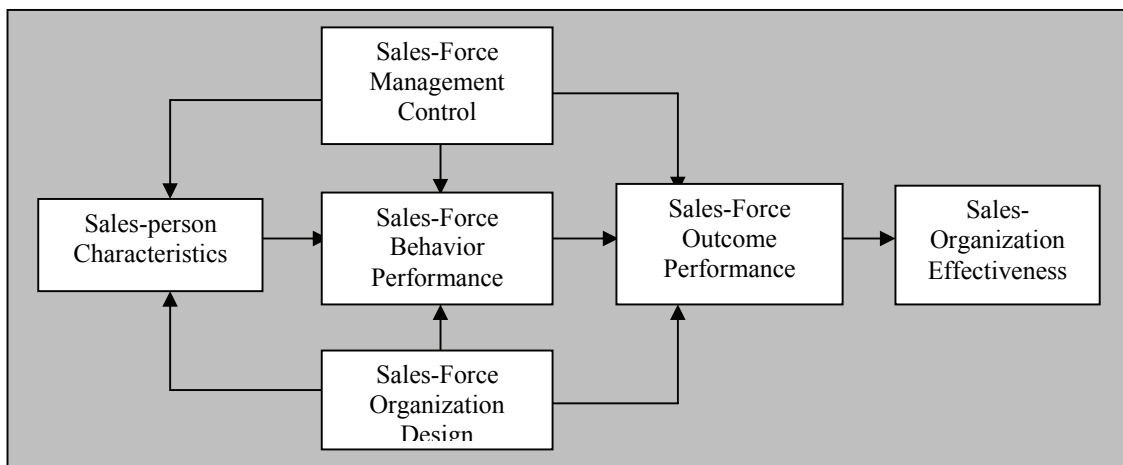 Sales-Force
Management
Control
Sales-person
Characteristics
Sales-Force
Behavior
Performance
Sales-Force
Outcome
Performance
Sales-
Organization
Effectiveness
Sales-Force
Organization
Design